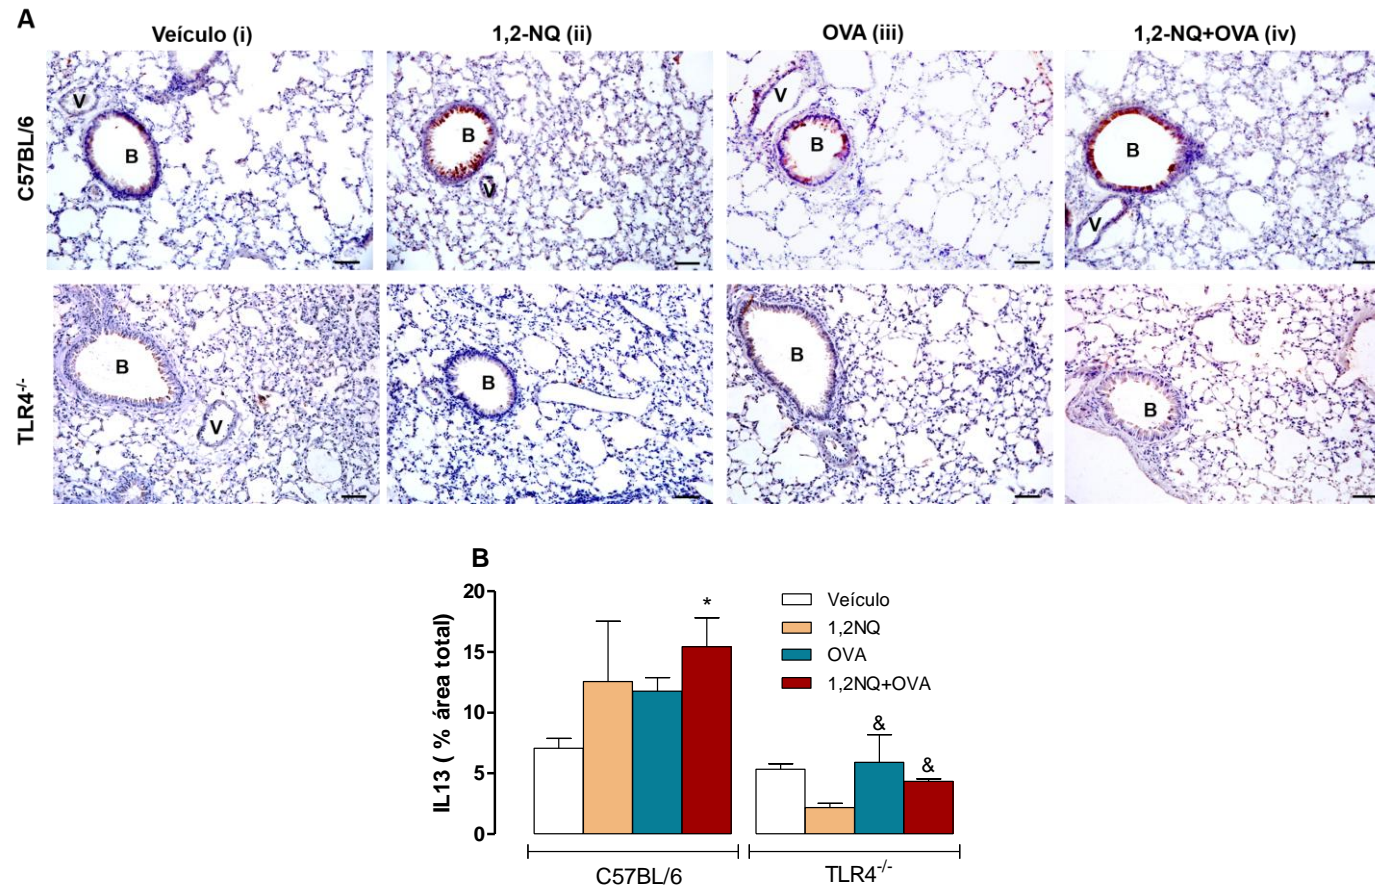 A
Veículo (i)
1,2-NQ (ii)
OVA (iii)
1,2-NQ+OVA (iv)
C57BL/6
V
B
B
V
V
B
B
V
TLR4-/-
B
V
B
B
B
B
IL13 ( % área total)
20
15
10
5
0
*
&
&
Veículo
1,2NQ
OVA
1,2NQ+OVA
C57BL/6
TLR4-/-